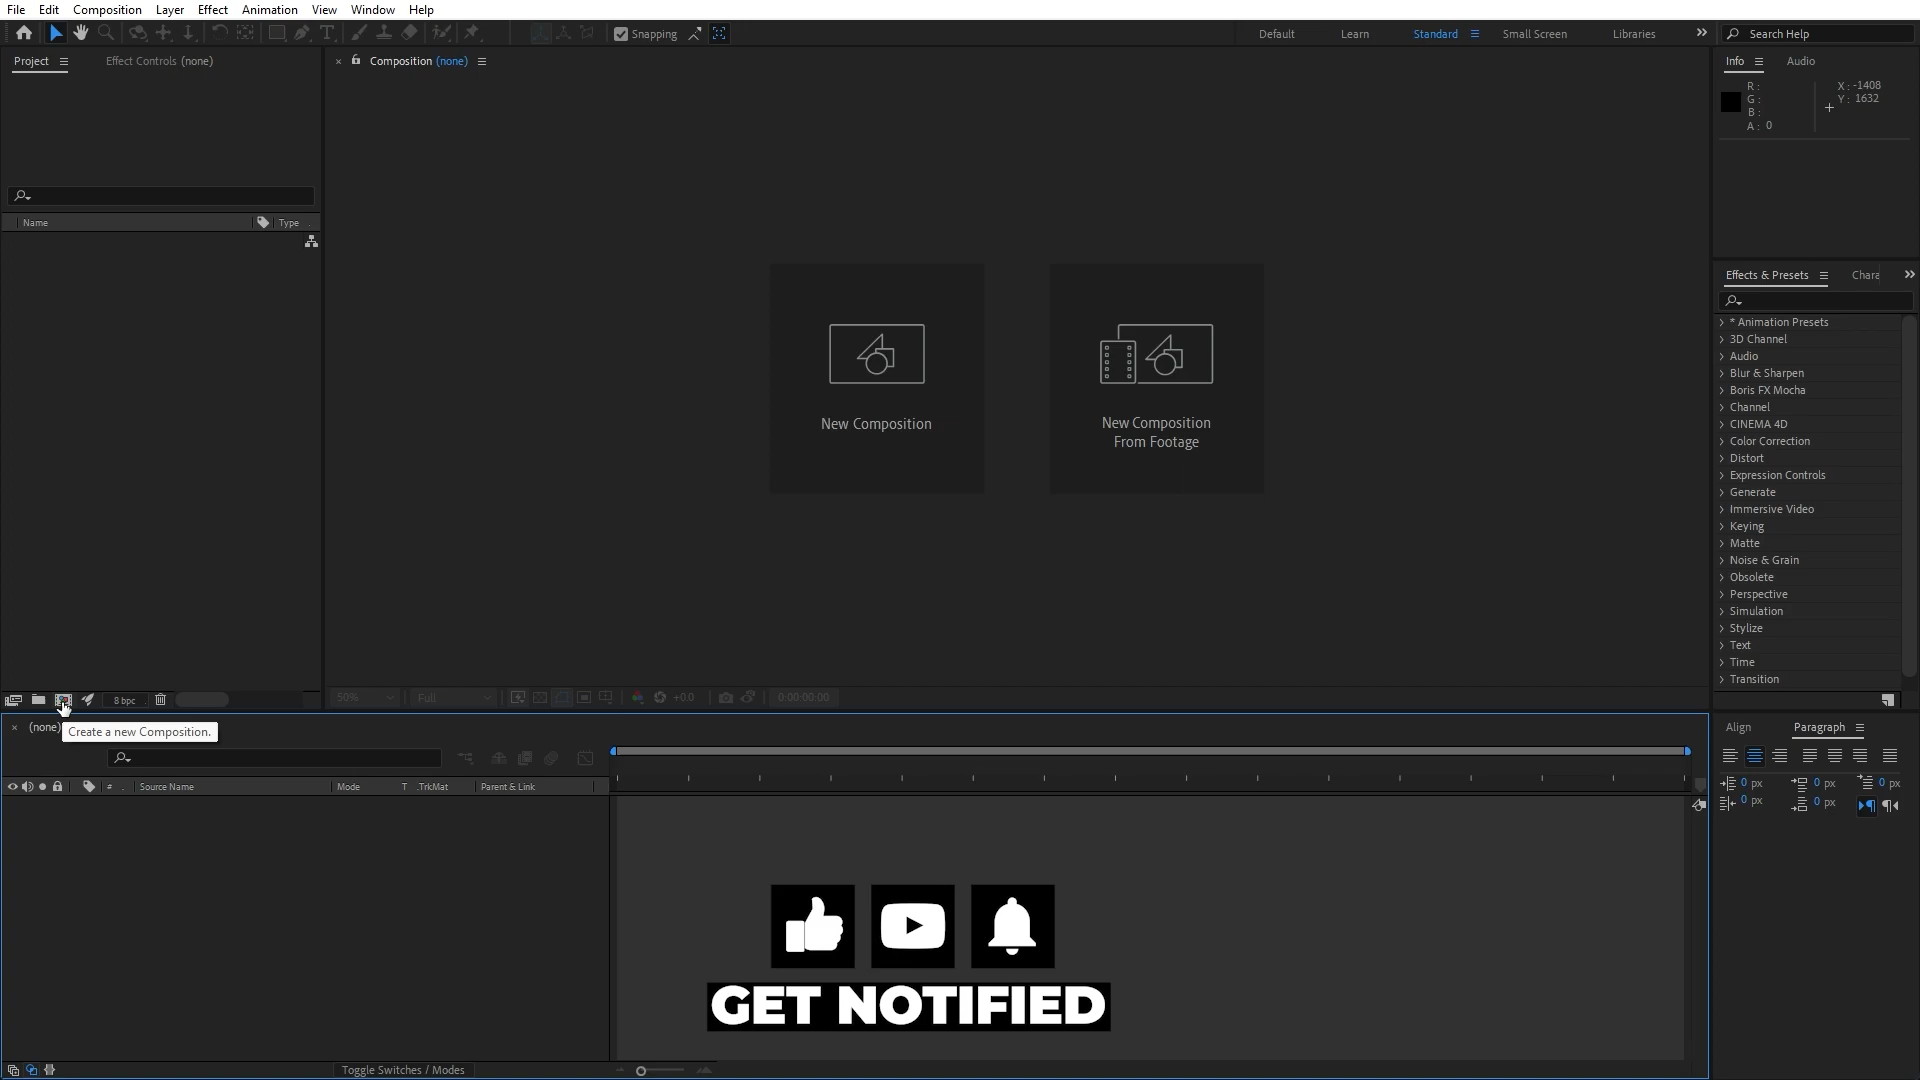 File Edit Composition Layer Effect Animation View Window Help
Snapping Default Learn Standard Small Screen Libraries Search Help
Project Effect Controls (none) Composition (none) Info Audio
R :
G :
B :
A : 0
X : -1408
Y : 1632
Name Type
Effects & Presets Chara
* Animation Presets
3D Channel
Audio
Blur & Sharpen
Boris FX Mocha
Channel
CINEMA 4D
Color Correction
Distort
Expression Controls
Generate
Immersive Video
Keying
Matte
Noise & Grain
Obsolete
Perspective
Simulation
Stylize
Text
Time
Transition
New Composition
New Composition
From Footage
8 bpc
50% Full +0.0 0:00:00:00
(none)
Create a new Composition.
Align Paragraph
# Source Name Mode T .TrkMat Parent & Link
0 px 0 px 0 px
0 px 0 px
GET NOTIFIED
Toggle Switches / Modes